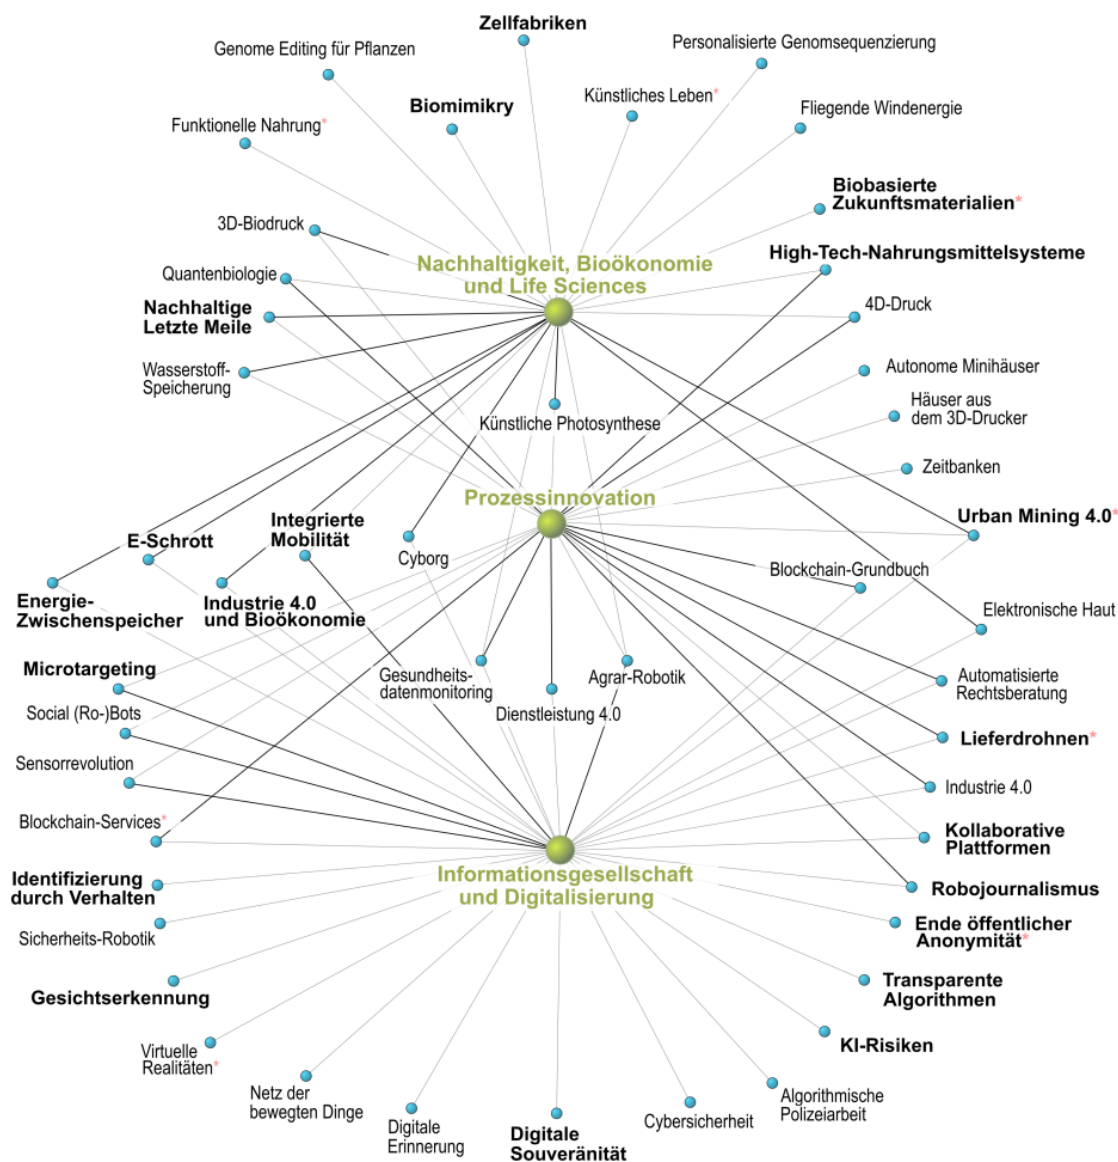 Zellfabriken
Genome Editing für Pflanzen
Personalisierte Genomsequenzierung
Biomimikry
Künstliches Leben*
Fliegende Windenergie
Funktionelle Nahrung*
Biobasierte
Zukunftsmaterialien*
3D-Biodruck
High-Tech-Nahrungsmittelsysteme
Nachhaltigkeit, Bioökonomie
und Life Sciences
Quantenbiologie
Nachhaltige
Letzte Meile
4D-Druck
Wasserstoff-
Speicherung
Autonome Minihäuser
Künstliche Photosynthese
Häuser aus
dem 3D-Drucker
Zeitbanken
Prozessinnovation
Urban Mining 4.0*
E-Schrott
Integrierte
Mobilität
Cyborg
Blockchain-Grundbuch
Energie-
Zwischenspeicher
Industrie 4.0
und Bioökonomie
Elektronische Haut
Microtargeting
Gesundheits-
datenmonitoring
Agrar-Robotik
Automatisierte
Rechtsberatung
Social (Ro-)Bots
Dienstleistung 4.0
Lieferdrohnen*
Sensorrevolution
Industrie 4.0
Blockchain-Services*
Kollaborative
Plattformen
Identifizierung
durch Verhalten
Informationsgesellschaft
und Digitalisierung
Robojournalismus
Sicherheits-Robotik
Ende öffentlicher
Anonymität*
Gesichtserkennung
Transparente
Algorithmen
Virtuelle
Realitäten*
KI-Risiken
Netz der
bewegten Dinge
Digitale
Erinnerung
Digitale
Souveränität
Cybersicherheit
Algorithmische
Polizeiarbeit